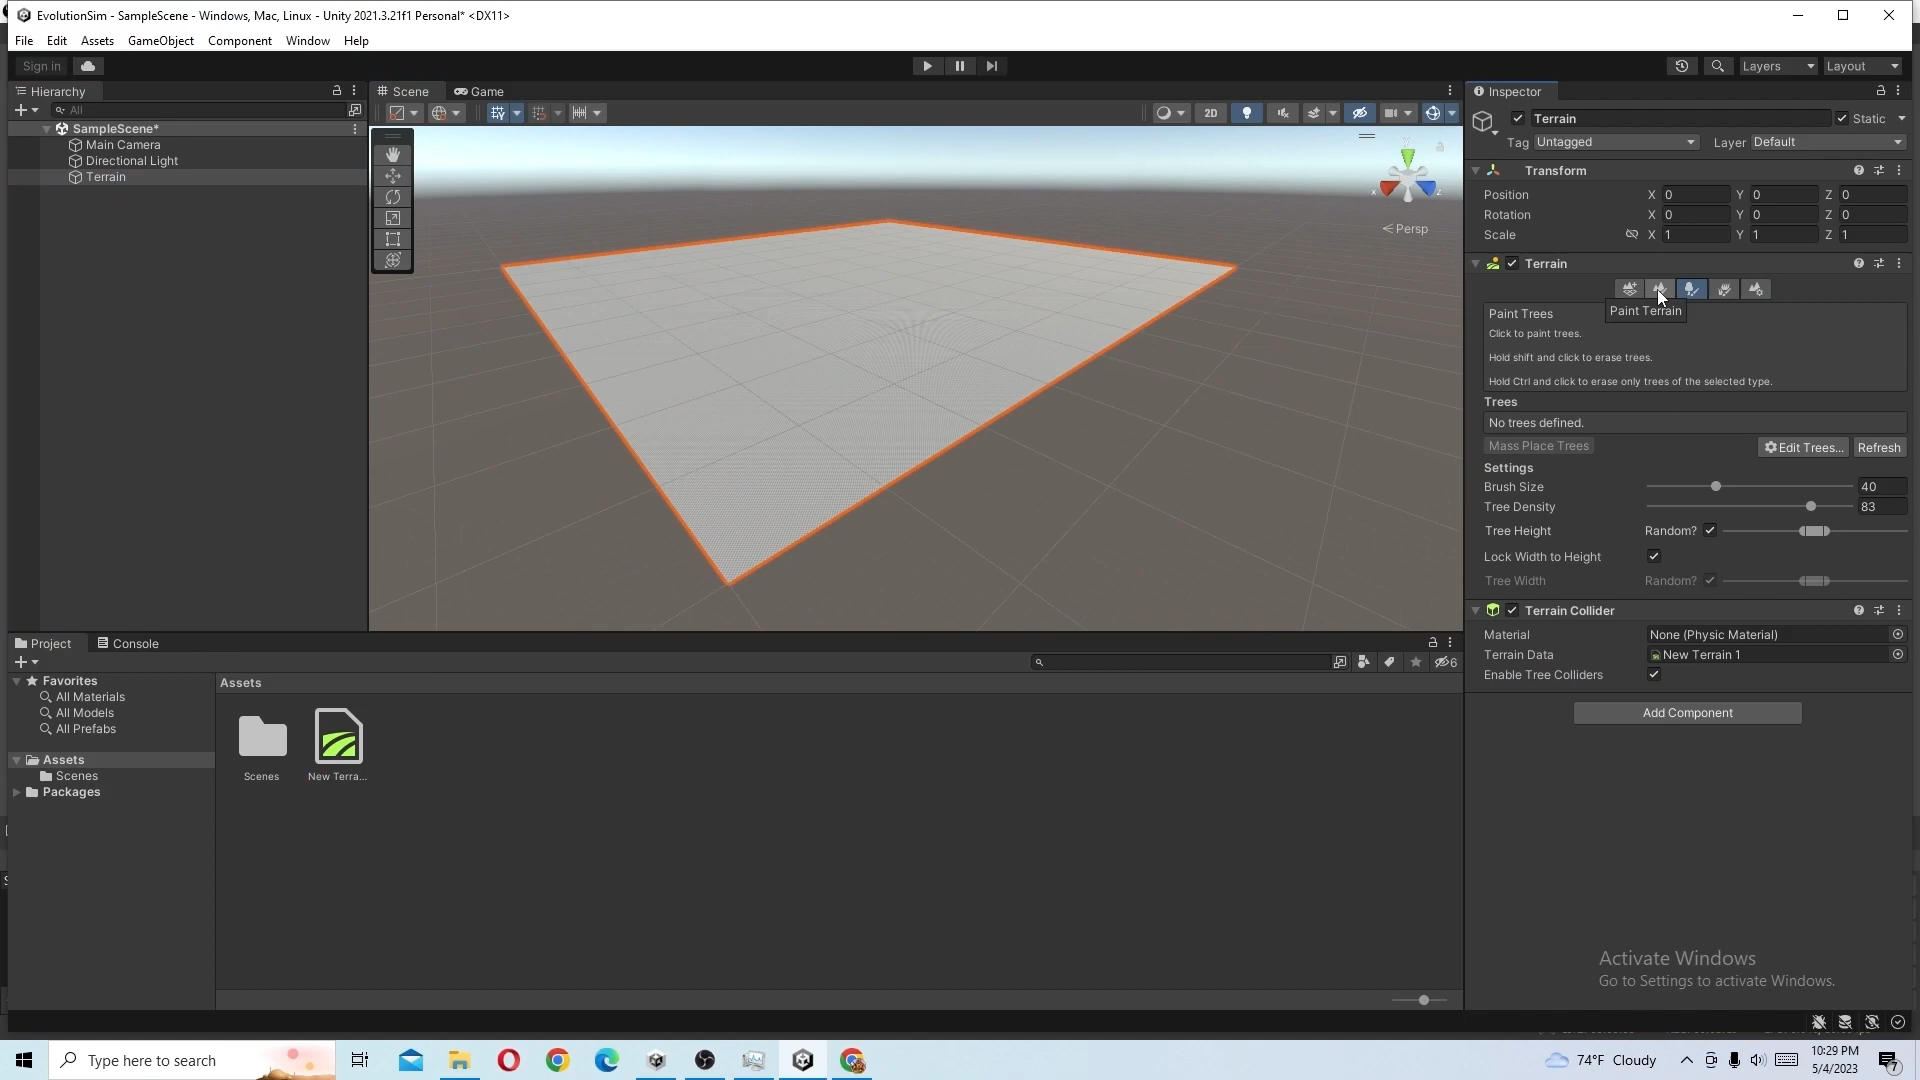 EvolutionSim - SampleScene - Windows, Mac, Linux - Unity 2021.3.21f1 Personal* <DX11>
File Edit Assets GameObject Component Window Help
Sign in
Layers Layout
Hierarchy
All
SampleScene*
Main Camera
Directional Light
Terrain
Scene Game
2D
Persp
Inspector
Terrain Static
Tag Untagged Layer Default
Transform
Position X 0 Y 0 Z 0
Rotation X 0 Y 0 Z 0
Scale X 1 Y 1 Z 1
Terrain
Paint Terrain
Paint Trees
Click to paint trees.
Hold shift and click to erase trees.
Hold Ctrl and click to erase only trees of the selected type.
Trees
No trees defined.
Mass Place Trees Edit Trees... Refresh
Settings
Brush Size 40
Tree Density 83
Tree Height Random?
Lock Width to Height
Tree Width Random?
Terrain Collider
Material None (Physic Material)
Terrain Data New Terrain 1
Enable Tree Colliders
Add Component
Project Console
6
Favorites
All Materials
All Models
All Prefabs
Assets
Scenes
Packages
Assets
Scenes New Terra...
Activate Windows
Go to Settings to activate Windows.
Type here to search
74°F Cloudy
10:29 PM
5/4/2023
7